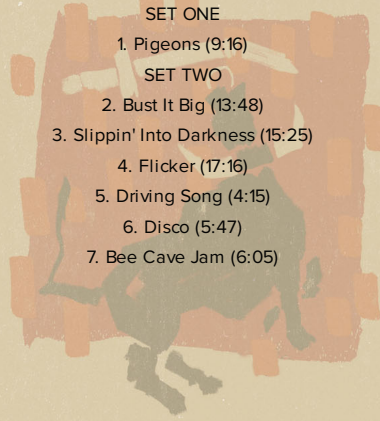 SET ONE
1. Pigeons (9:16)
SET TWO
2. Bust It Big (13:48)
3. Slippin' Into Darkness (15:25)
4. Flicker (17:16)
5. Driving Song (4:15)
6. Disco (5:47)
7. Bee Cave Jam (6:05)